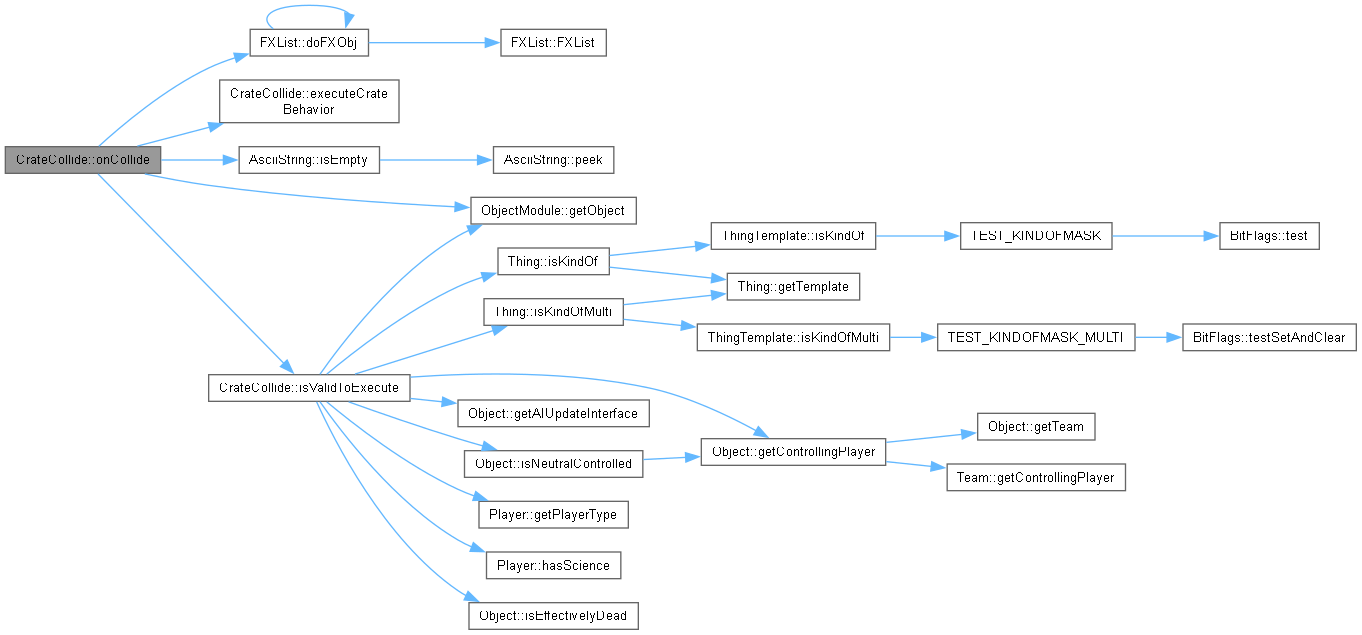 FXList::doFXObj
FXList::FXList
CrateCollide::executeCrate
Behavior
CrateCollide::onCollide
AsciiString::isEmpty
AsciiString::peek
ObjectModule::getObject
ThingTemplate::isKindOf
TEST_KINDOFMASK
BitFlags::test
Thing::isKindOf
Thing::getTemplate
Thing::isKindOfMulti
ThingTemplate::isKindOfMulti
TEST_KINDOFMASK_MULTI
BitFlags::testSetAndClear
CrateCollide::isValidToExecute
Object::getAIUpdateInterface
Object::getTeam
Object::getControllingPlayer
Object::isNeutralControlled
Team::getControllingPlayer
Player::getPlayerType
Player::hasScience
Object::isEffectivelyDead